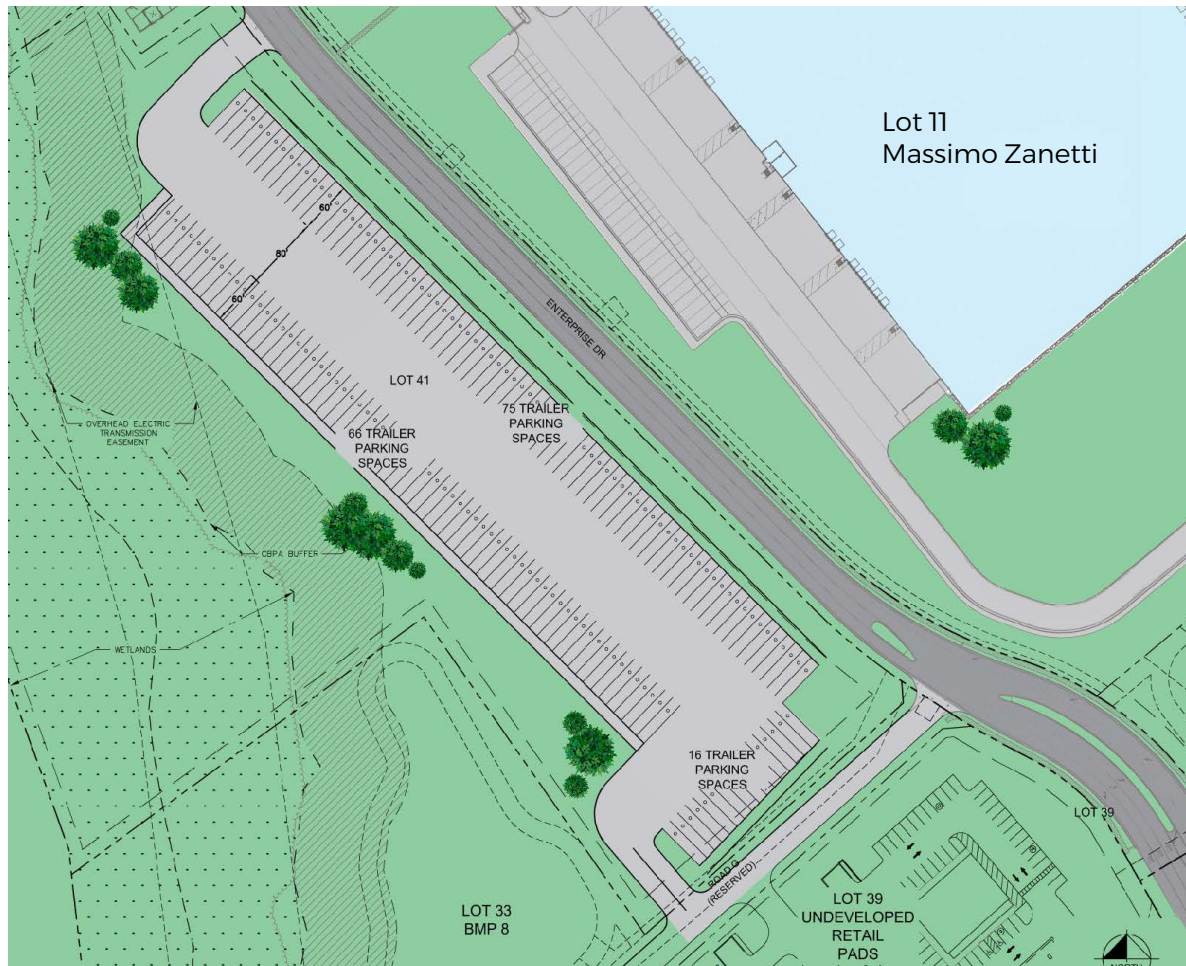 Lot 11
Massimo Zanetti
60'
80'
60'
ENTERPRISE DR
LOT 41
75 TRAILER
PARKING
SPACES
66 TRAILER
PARKING
SPACES
OVERHEAD ELECTRIC
TRANSMISSION
EASEMENT
CBPA BUFFER
WETLANDS
16 TRAILER
PARKING
SPACES
LOT 39
(RESERVED)
LOT 39
UNDEVELOPED
RETAIL
PADS
LOT 33
BMP 8
NORTH